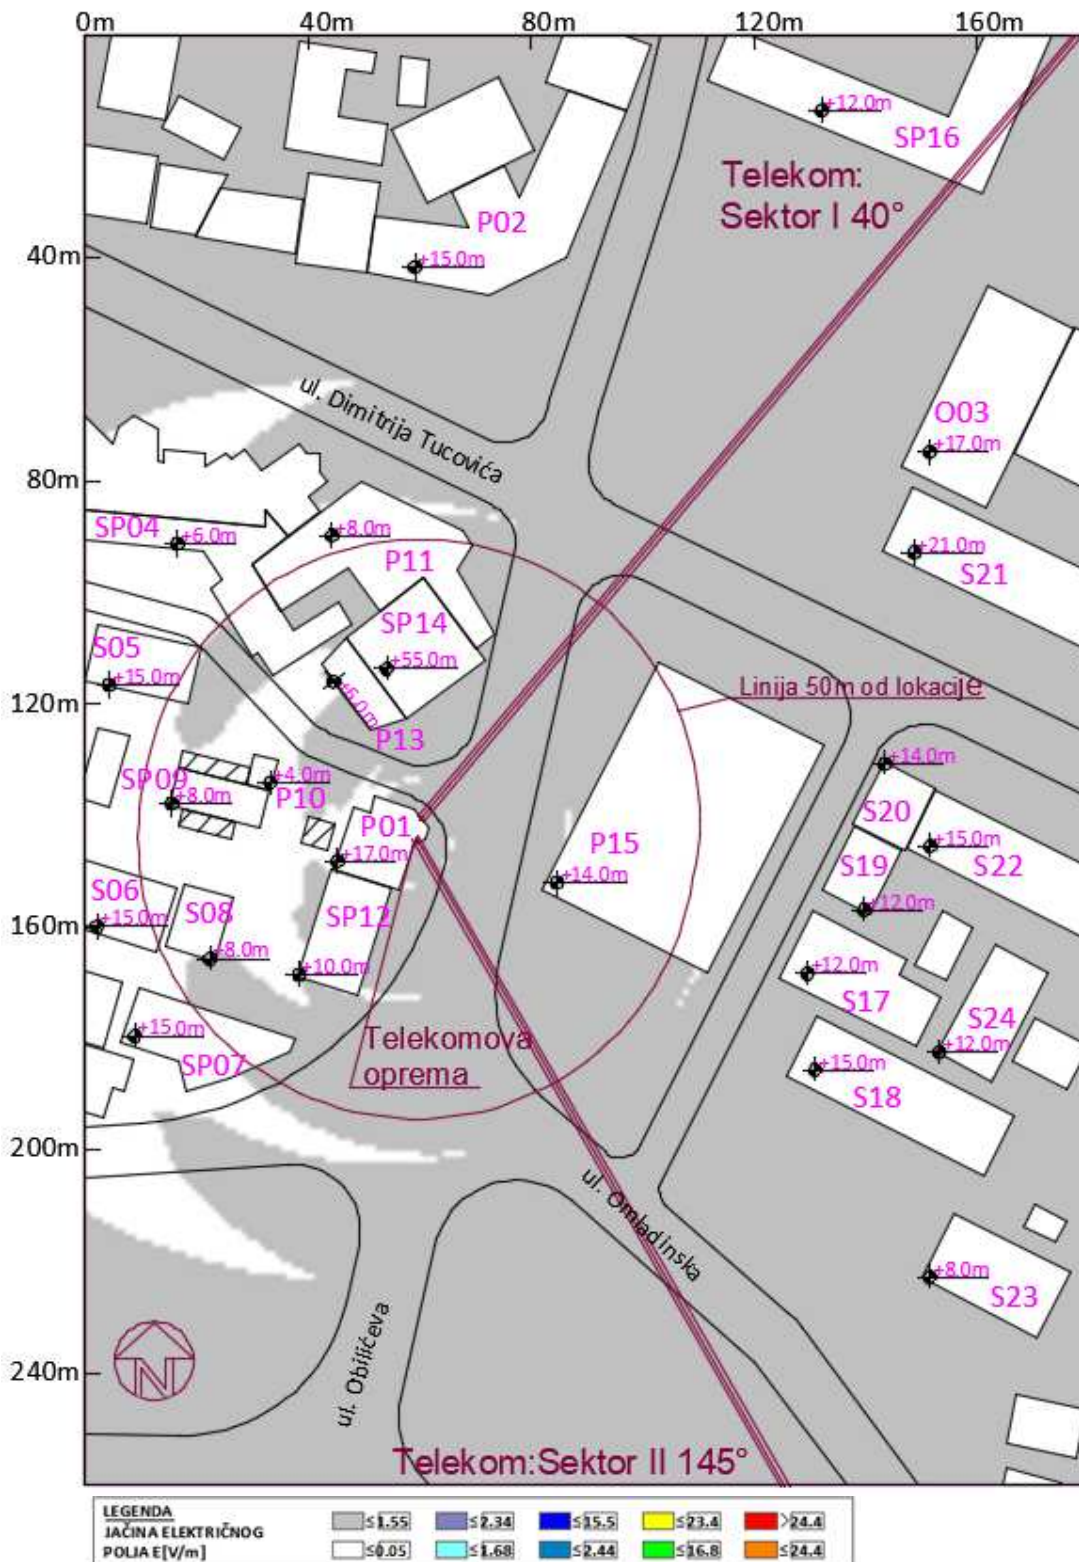 0m
40m
80m
120m
160m
+12.0m
SP16
Telekom:
Sektor I 40°
P02
+15.0m
40m
ul. Dimitrija Tucovića
O03
+17.0m
80m
SP04
+6.0m
+8.0m
P11
+21.0m
S21
SP14
S05
+55.0m
+15.0m
Linija 50m od lokacije
120m
+6.0m
P13
+14.0m
SP09
+4.0m
+8.0m
P10
S20
P01
+15.0m
P15
S22
+17.0m
S19
+14.0m
S06
S08
SP12
+12.0m
160m
+15.0m
+8.0m
+10.0m
+12.0m
S17
S24
+15.0m
Telekomova
oprema
SP07
+12.0m
+15.0m
S18
200m
ul. Omladinska
+8.0m
S23
240m
N
ul. Obilićeva
Telekom:Sektor II 145°
LEGENDA
JAČINA ELEKTRIČNOG
POLJA E[V/m]
≤1.55 ≤2.34 ≤15.5 ≤23.4 >24.4
≤0.05 ≤1.68 ≤2.44 ≤16.8 ≤24.4